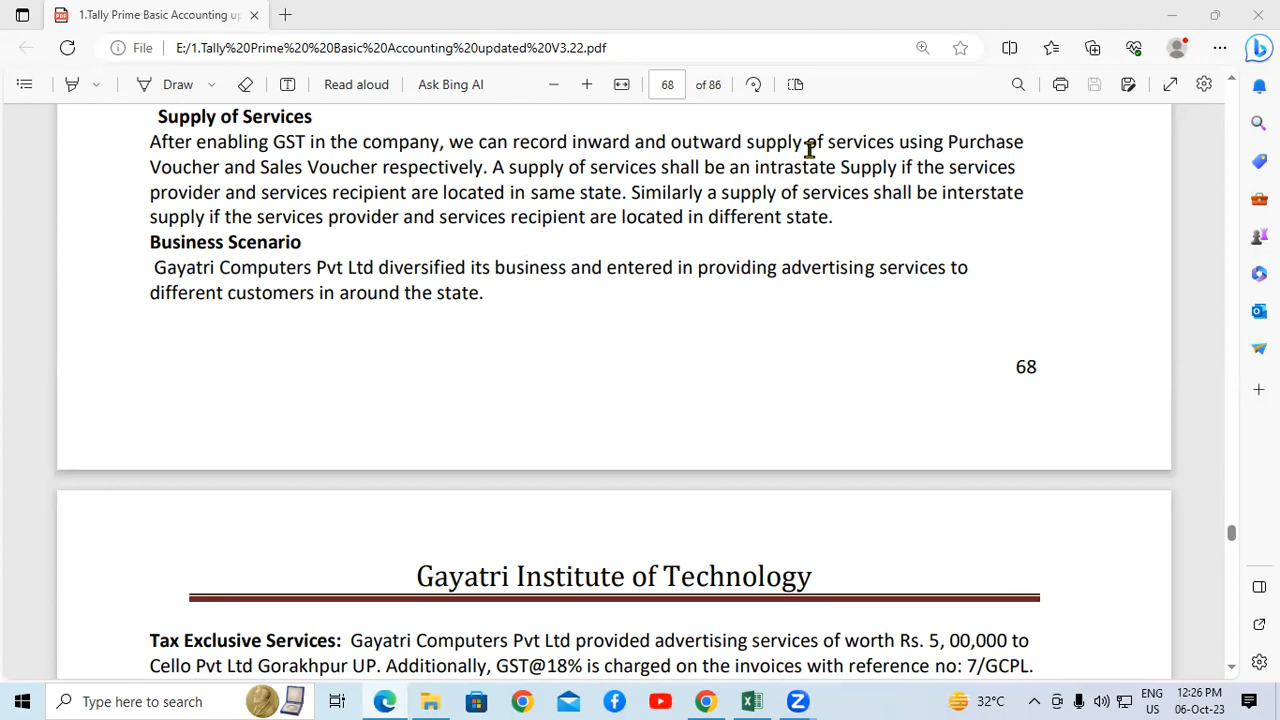 1.Tally Prime Basic Accounting up
File
E:/1.Tally%20Prime%20%20Basic%20Accounting%20updated%20V3.22.pdf
Draw
Read aloud
Ask Bing AI
68
of 86
Supply of Services
After enabling GST in the company, we can record inward and outward supply of services using Purchase
Voucher and Sales Voucher respectively. A supply of services shall be an intrastate Supply if the services
provider and services recipient are located in same state. Similarly a supply of services shall be interstate
supply if the services provider and services recipient are located in different state.
Business Scenario
Gayatri Computers Pvt Ltd diversified its business and entered in providing advertising services to
different customers in around the state.
68
Gayatri Institute of Technology
Tax Exclusive Services: Gayatri Computers Pvt Ltd provided advertising services of worth Rs. 5, 00,000 to
Cello Pvt Ltd Gorakhpur UP. Additionally, GST@18% is charged on the invoices with reference no: 7/GCPL.
Type here to search
32°C
ENG
US
12:26 PM
06-Oct-23